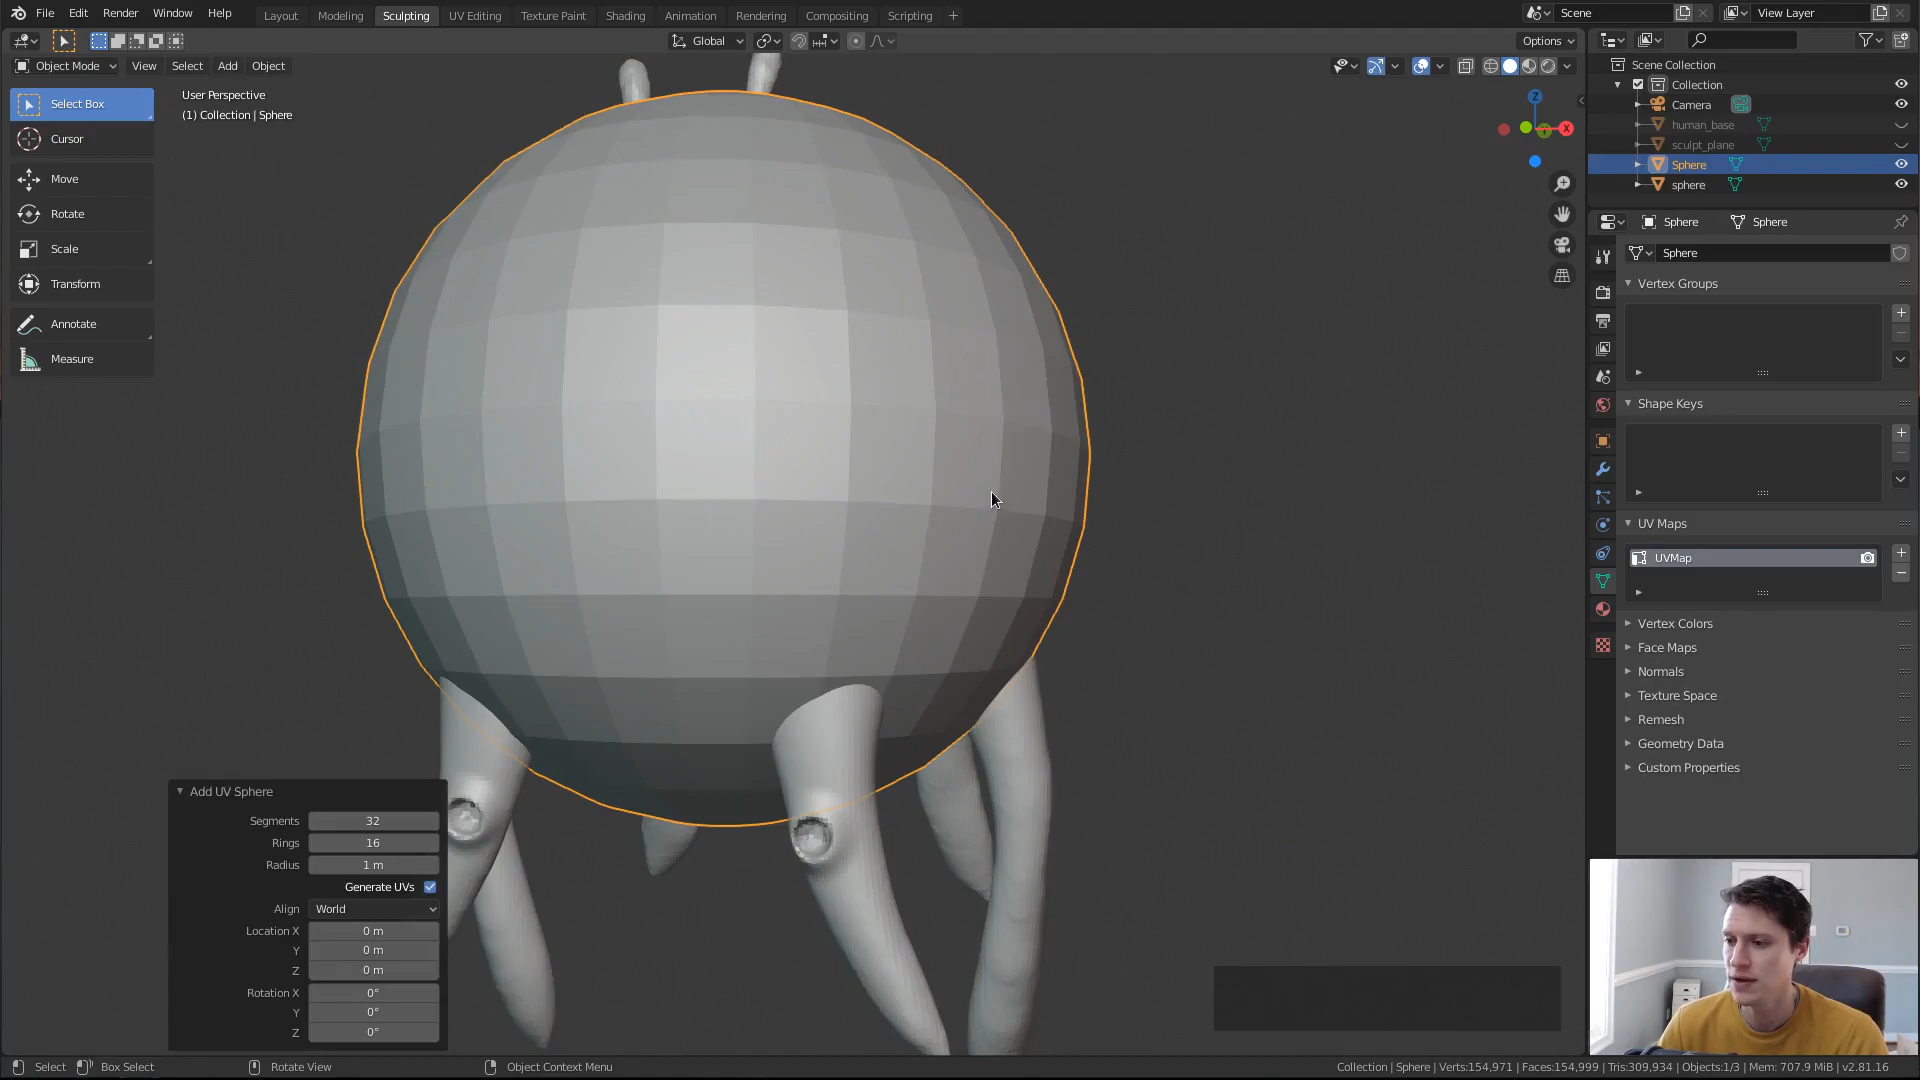 File Edit Render Window Help Layout Modeling Sculpting UV Editing Texture Paint Shading Animation Rendering Compositing Scripting + Scene View Layer
Global Options
Object Mode View Select Add Object
Select Box
Cursor
Move
Rotate
Scale
Transform
Annotate
Measure
User Perspective
(1) Collection | Sphere
Z
X
Scene Collection
Collection
Camera
human_base
sculpt_plane
Sphere
sphere
Sphere Sphere
Sphere
Vertex Groups
Shape Keys
UV Maps
UVMap
Vertex Colors
Face Maps
Normals
Texture Space
Remesh
Geometry Data
Custom Properties
Add UV Sphere
Segments 32
Rings 16
Radius 1 m
Generate UVs
Align World
Location X 0 m
Y 0 m
Z 0 m
Rotation X 0°
Y 0°
Z 0°
Select Box Select Rotate View Object Context Menu Collection | Sphere | Verts:154,971 | Faces:154,999 | Tris:309,934 | Objects:1/3 | Mem: 707.9 MiB | v2.81.16